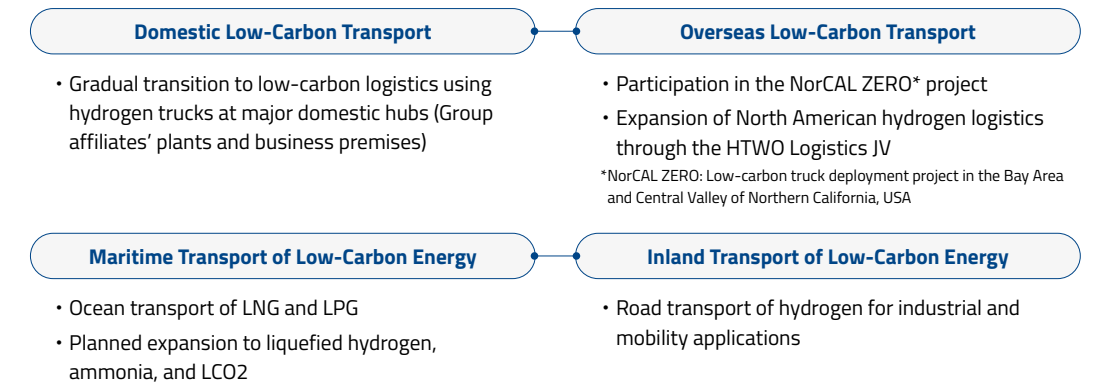 Domestic Low-Carbon Transport
・Gradual transition to low-carbon logistics using
hydrogen trucks at major domestic hubs (Group
affiliates’ plants and business premises)
Overseas Low-Carbon Transport
・Participation in the NorCAL ZERO* project
・Expansion of North American hydrogen logistics
through the HTWO Logistics JV
*NorCAL ZERO: Low-carbon truck deployment project in the Bay Area
and Central Valley of Northern California, USA
Maritime Transport of Low-Carbon Energy
・Ocean transport of LNG and LPG
・Planned expansion to liquefied hydrogen,
ammonia, and LCO2
Inland Transport of Low-Carbon Energy
・Road transport of hydrogen for industrial and
mobility applications